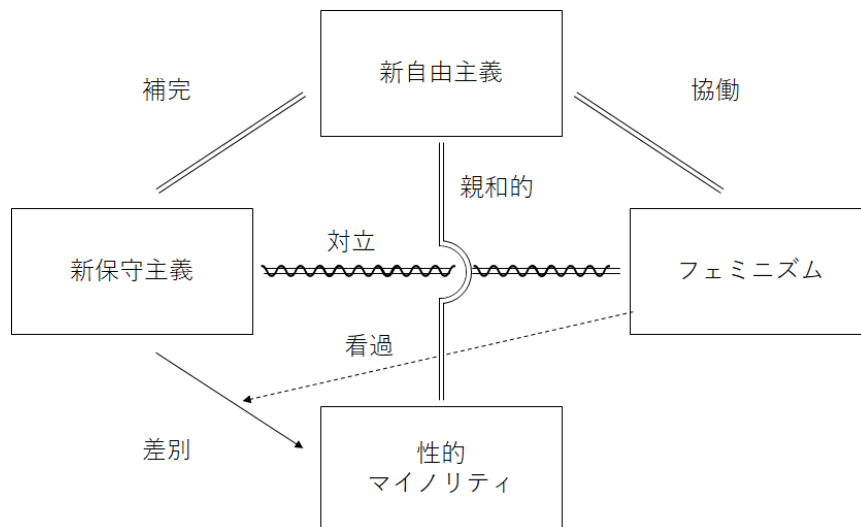 新自由主義
補完
協働
親和的
対立
新保守主義
フェミニズム
看過
差別
性的
マイノリティ